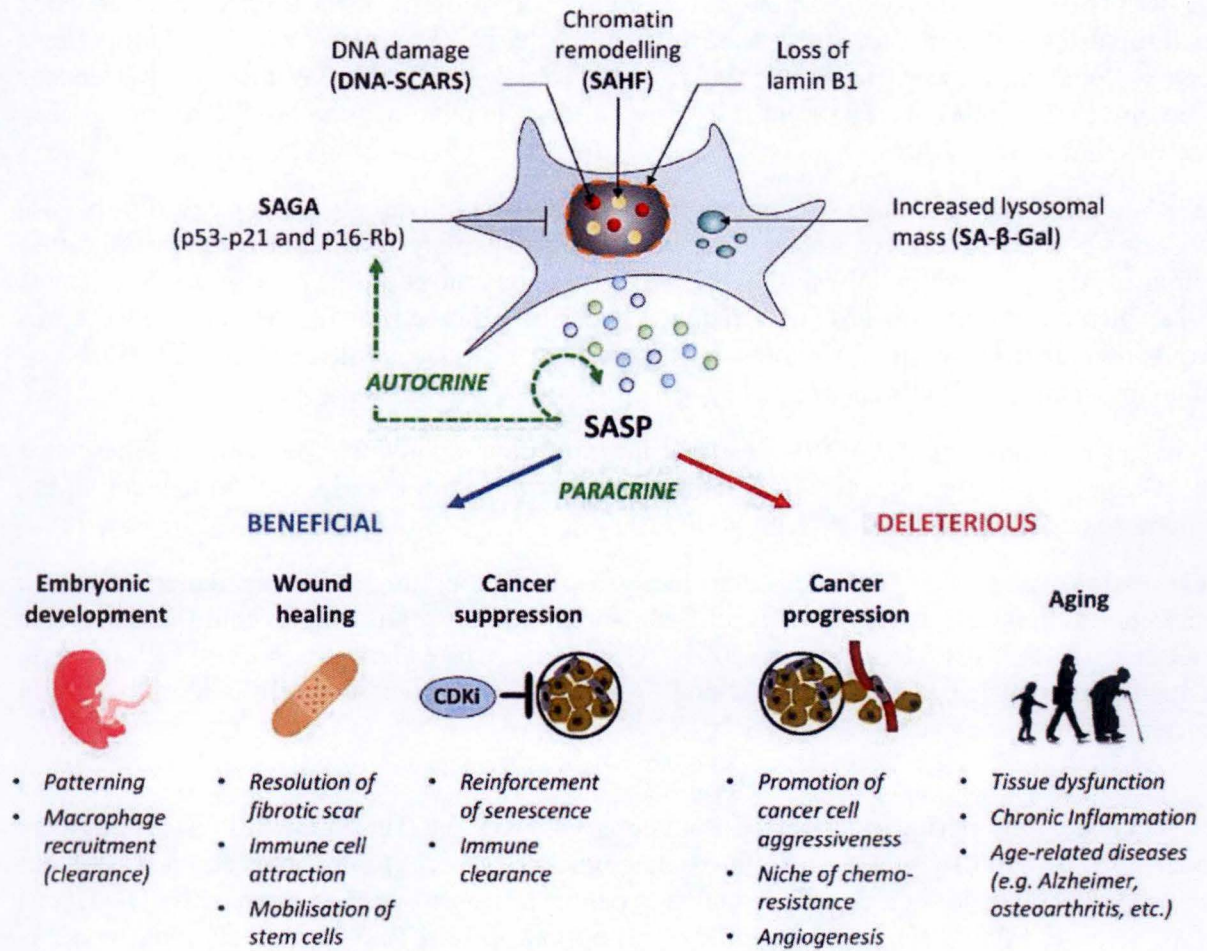 Chromatin
remodelling
(SAHF)
DNA damage
(DNA-SCARS)
Loss of
lamin B1
SAGA
(p53-p21 and p16-Rb)
Increased lysosomal
mass (SA-β-Gal)
AUTOCRINE
SASP
PARACRINE
BENEFICIAL
DELETERIOUS
Embryonic
development
Wound
healing
Cancer
suppression
Cancer
progression
Aging
CDKi
• Patterning
• Macrophage
recruitment
(clearance)
• Resolution of
fibrotic scar
• Immune cell
attraction
• Mobilisation of
stem cells
• Reinforcement
of senescence
• Immune
clearance
• Promotion of
cancer cell
aggressiveness
• Niche of chemo-
resistance
• Angiogenesis
• Tissue dysfunction
• Chronic Inflammation
• Age-related diseases
(e.g. Alzheimer,
osteoarthritis, etc.)